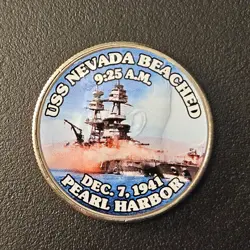 USS NEVADA BEACHED
9:25 A.M.
DEC. 7, 1941
PEARL HARBOR